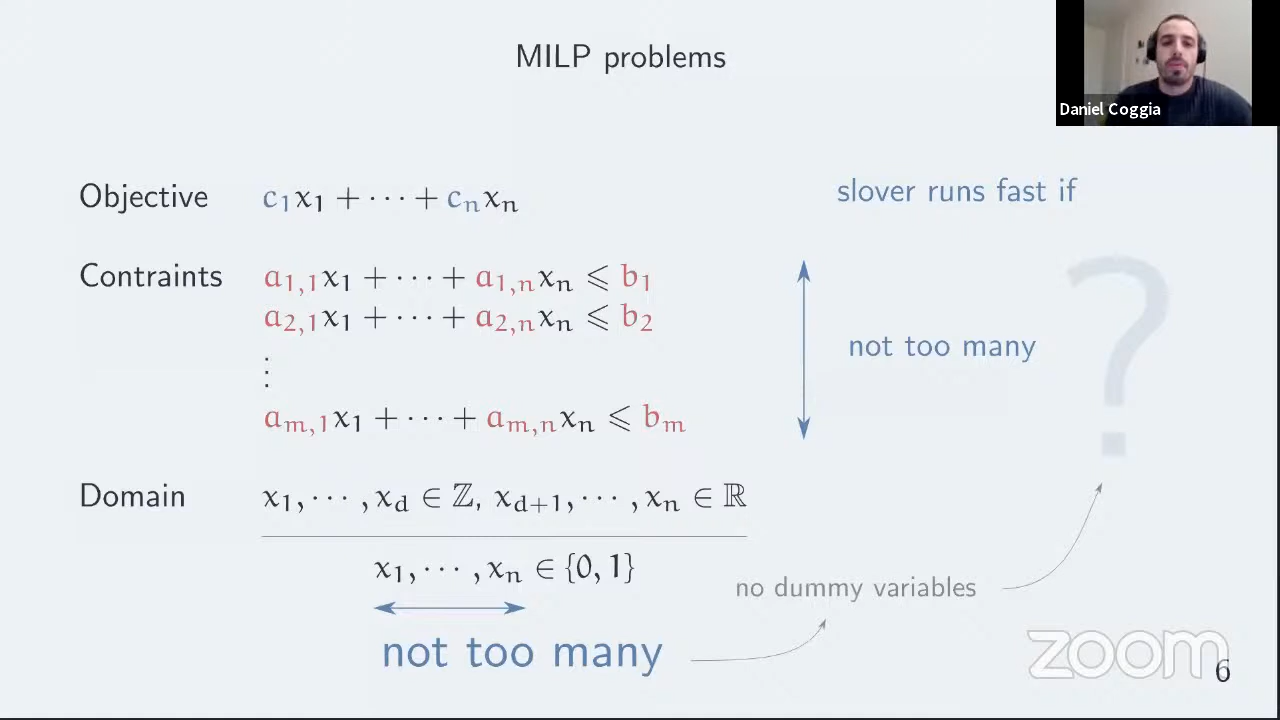 MILP problems
Daniel Coggia
Objective c₁x₁ + ··· + cₙxₙ
slover runs fast if
Contraints a₁,₁x₁ + ··· + a₁,ₙxₙ ⩽ b₁
a₂,₁x₁ + ··· + a₂,ₙxₙ ⩽ b₂
⋮
not too many
?
aₘ,₁x₁ + ··· + aₘ,ₙxₙ ⩽ bₘ
Domain x₁, ··· , x_d ∈ ℤ, x_{d+1}, ··· , xₙ ∈ ℝ
x₁, ··· , xₙ ∈ {0, 1}
no dummy variables
not too many
zoom
6